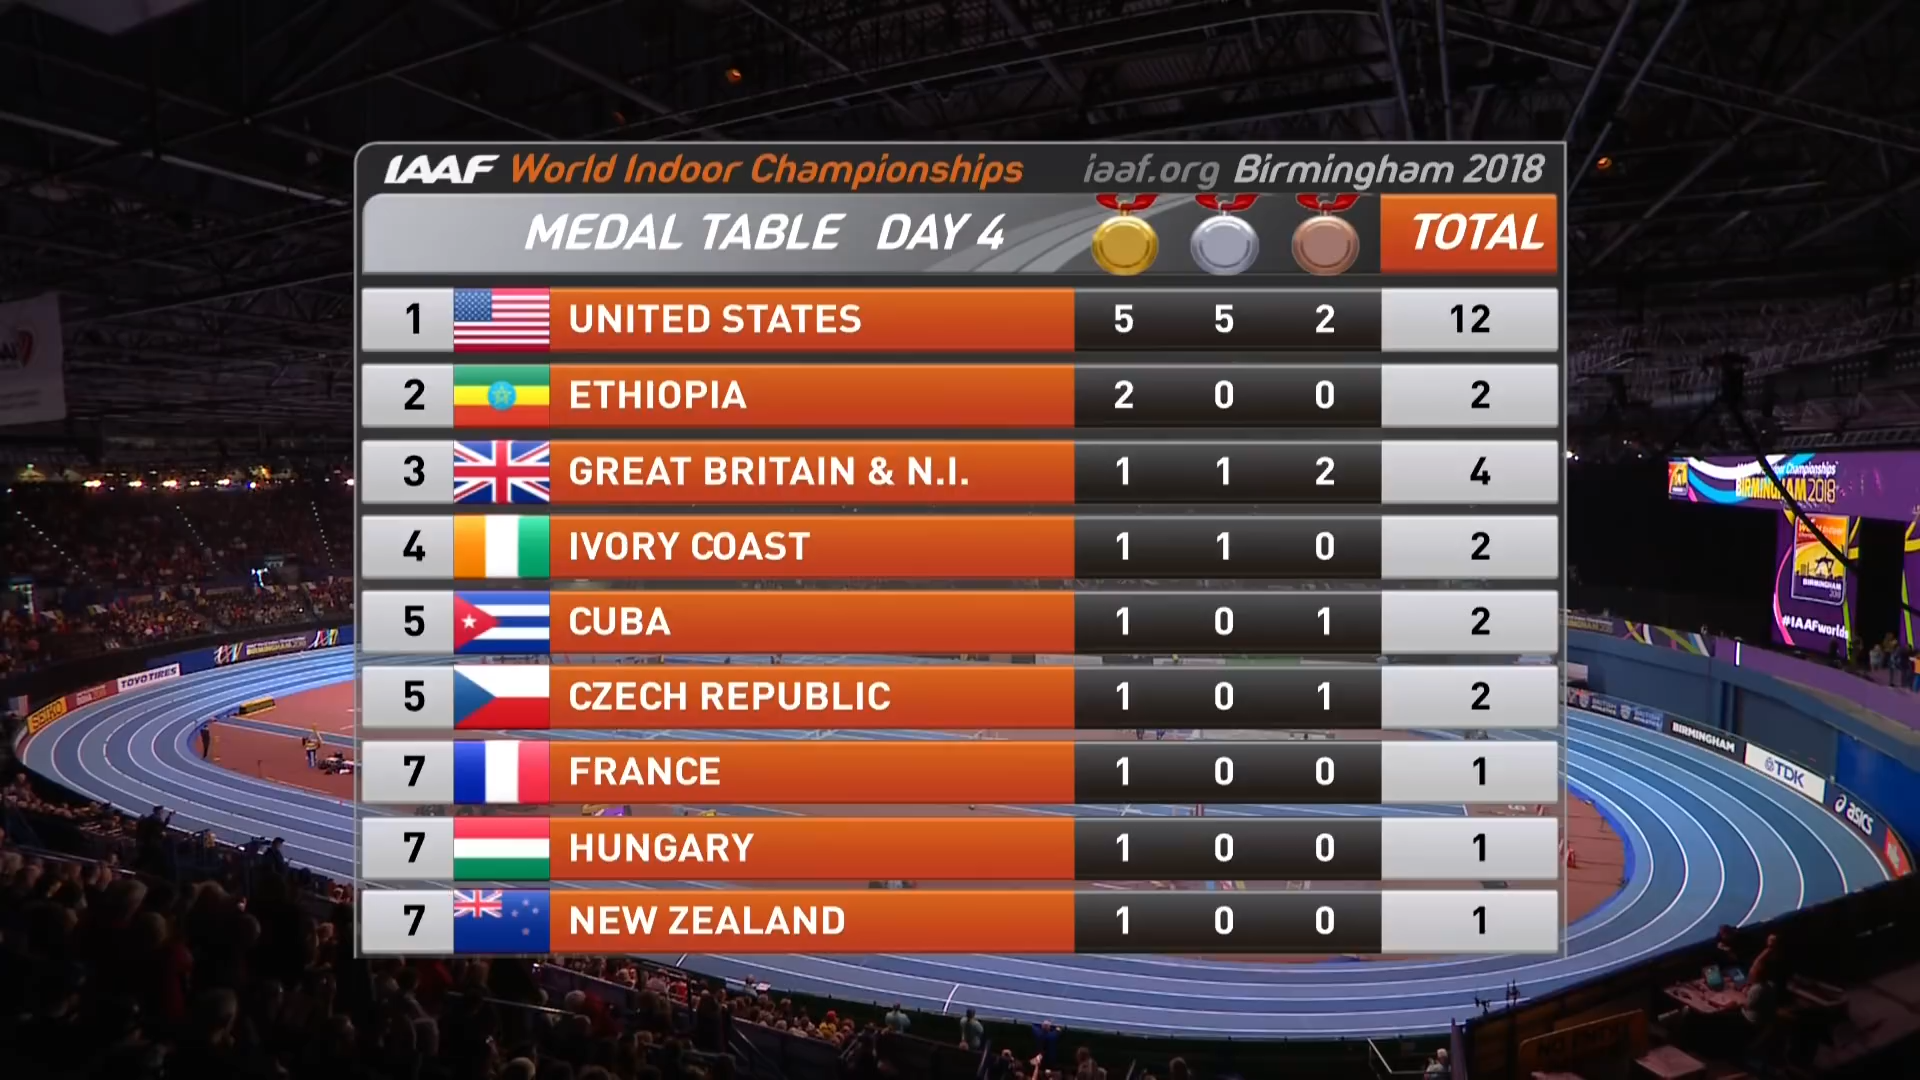 IAAF World Indoor Championships iaaf.org Birmingham 2018
MEDAL TABLE DAY 4 TOTAL
1 UNITED STATES 5 5 2 12
2 ETHIOPIA 2 0 0 2
3 GREAT BRITAIN & N.I. 1 1 2 4
4 IVORY COAST 1 1 0 2
5 CUBA 1 0 1 2
5 CZECH REPUBLIC 1 0 1 2
7 FRANCE 1 0 0 1
7 HUNGARY 1 0 0 1
7 NEW ZEALAND 1 0 0 1
BIRMINGHAM 2018
BIRMINGHAM
#IAAFworlds
SEIKO
TOYO TIRES
BIRMINGHAM
TDK
asics